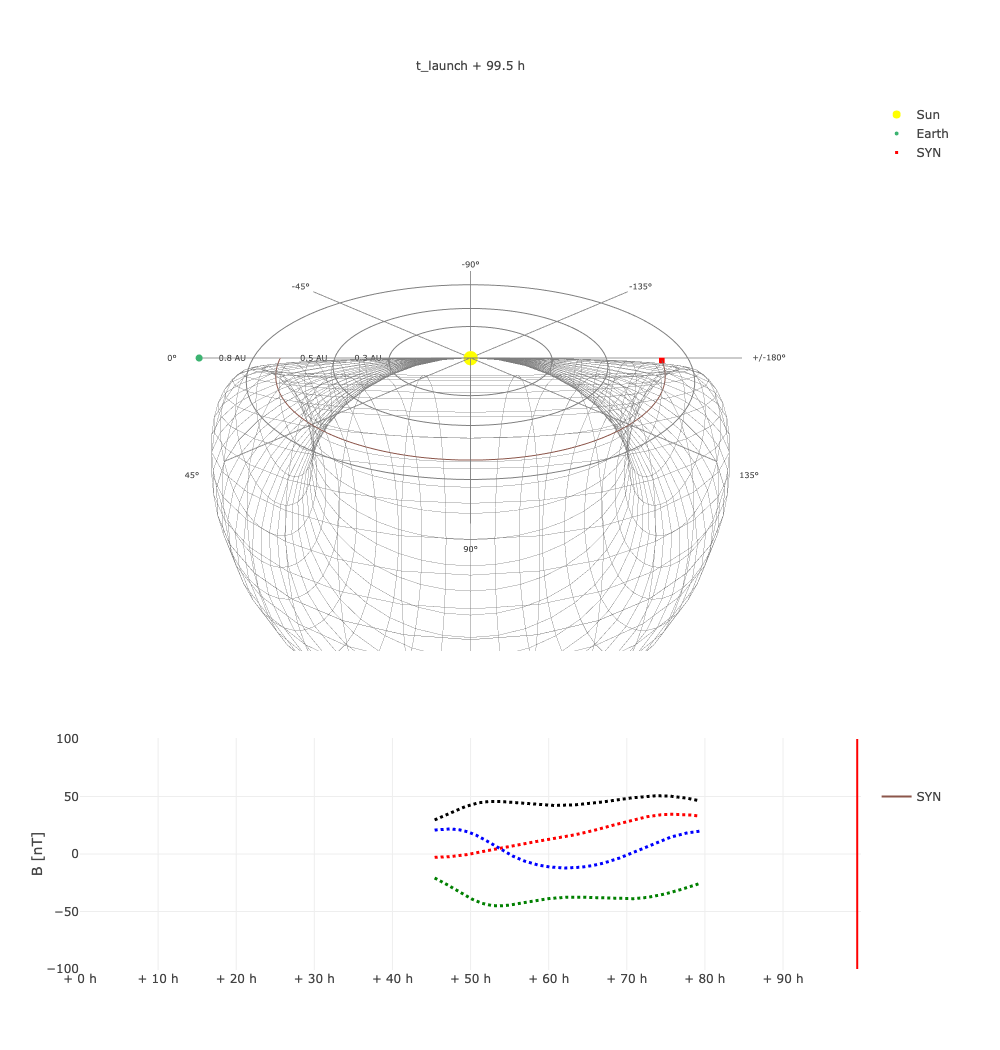 t_launch + 99.5 h
Sun
Earth
SYN
-90°
-45°
-135°
0°
0.8 AU
0.5 AU
0.3 AU
+/-180°
45°
135°
90°
100
50
0
−50
−100
B [nT]
+ 0 h
+ 10 h
+ 20 h
+ 30 h
+ 40 h
+ 50 h
+ 60 h
+ 70 h
+ 80 h
+ 90 h
SYN